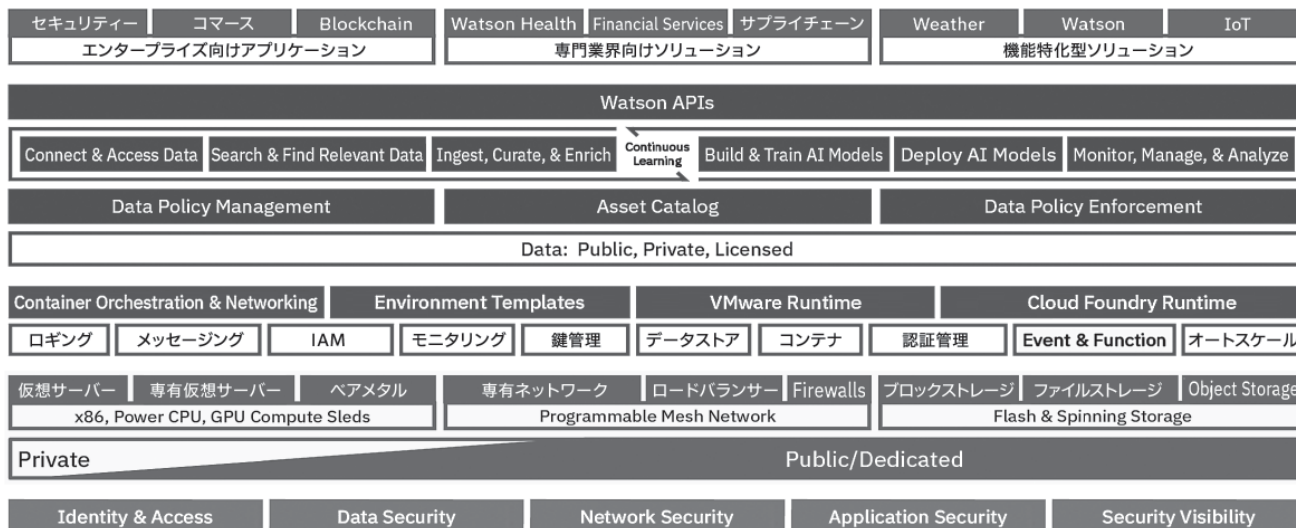 セキュリティー コマース Blockchain Watson Health Financial Services サプライチェーン Weather Watson IoT
エンタープライズ向けアプリケーション 専門業界向けソリューション 機能特化型ソリューション
Watson APIs
Connect & Access Data Search & Find Relevant Data Ingest, Curate, & Enrich Continuous Learning Build & Train AI Models Deploy AI Models Monitor, Manage, & Analyze
Data Policy Management Asset Catalog Data Policy Enforcement
Data: Public, Private, Licensed
Container Orchestration & Networking Environment Templates VMware Runtime Cloud Foundry Runtime
ロギング メッセージング IAM モニタリング 鍵管理 データストア コンテナ 認証管理 Event & Function オートスケール
仮想サーバー 専有仮想サーバー ベアメタル 専有ネットワーク ロードバランサー Firewalls ブロックストレージ ファイルストレージ Object Storage
x86, Power CPU, GPU Compute Sleds Programmable Mesh Network Flash & Spinning Storage
Private Public/Dedicated
Identity & Access Data Security Network Security Application Security Security Visibility